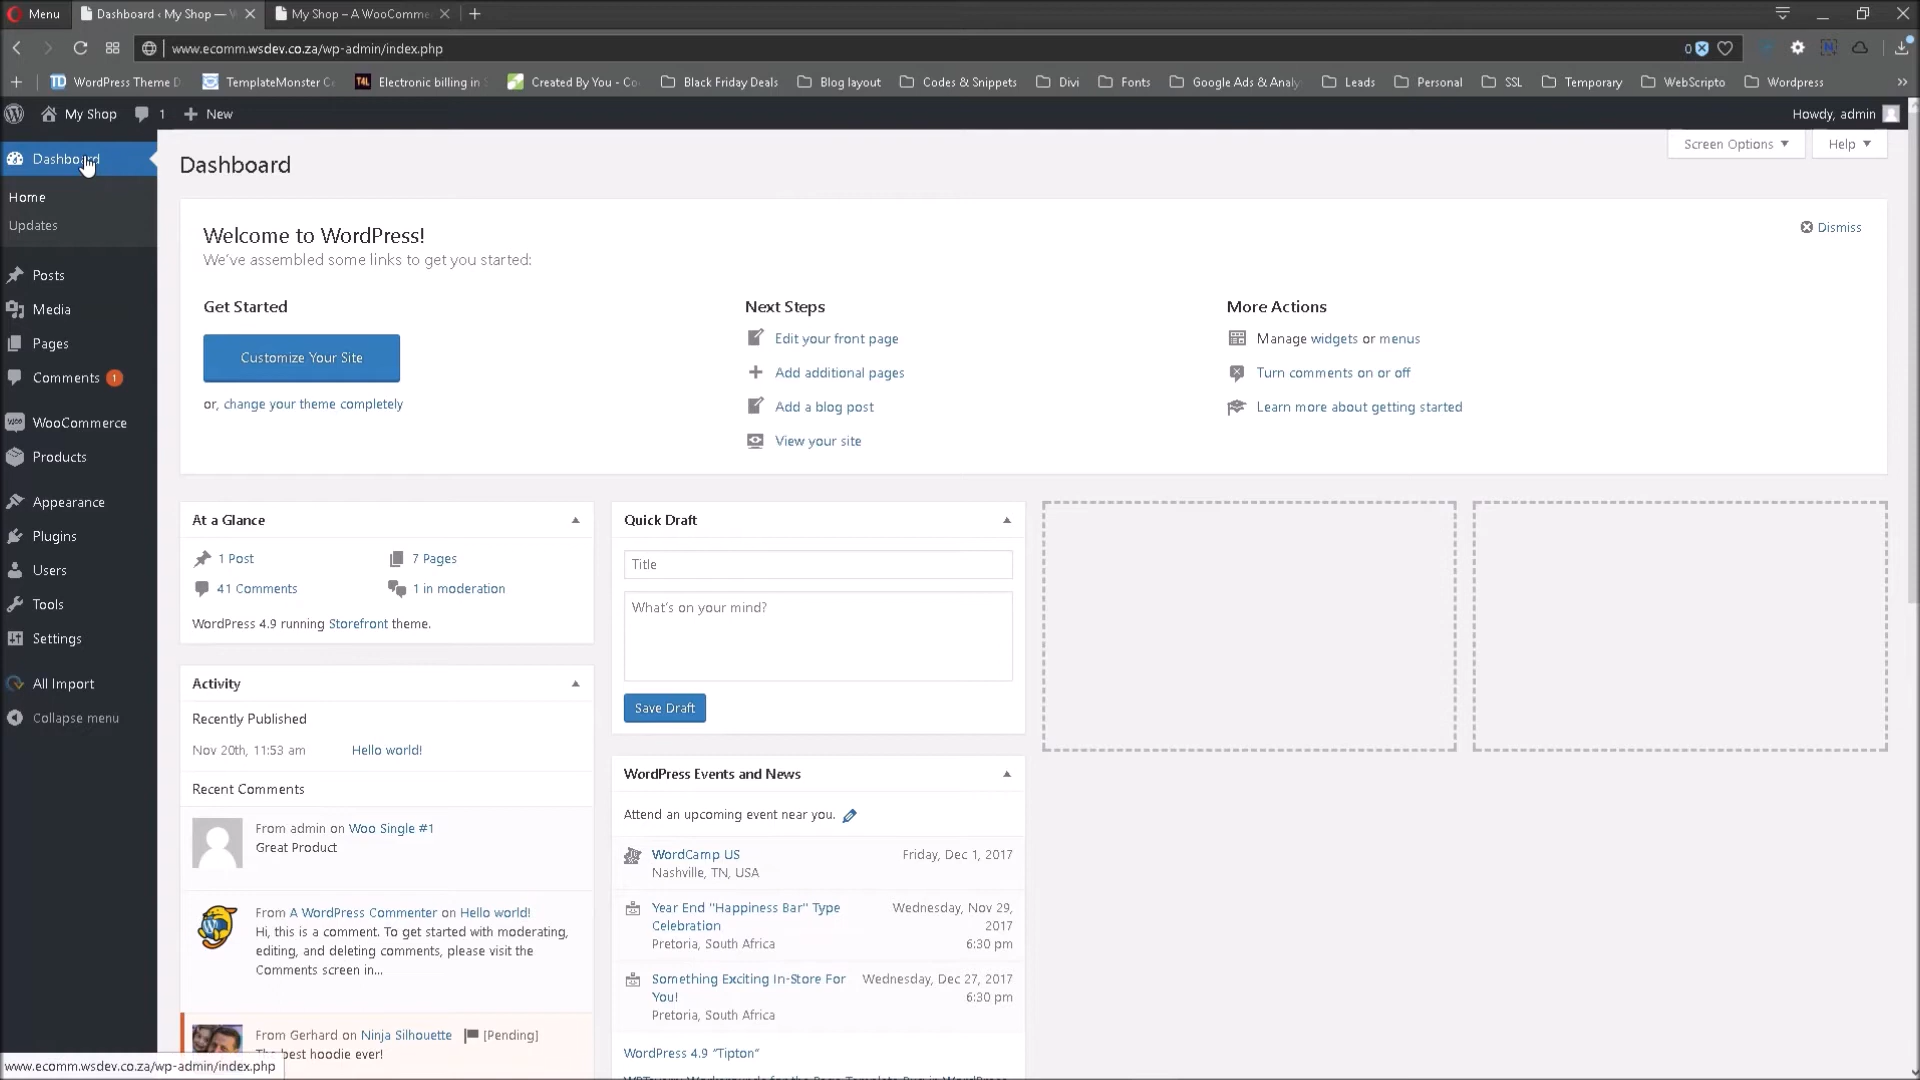 Menu
Dashboard ‹ My Shop —
My Shop – A WooComme
www.ecomm.wsdev.co.za/wp-admin/index.php
0
WordPress Theme D
TemplateMonster C
Electronic billing in
Created By You - Co
Black Friday Deals
Blog layout
Codes & Snippets
Divi
Fonts
Google Ads & Analy
Leads
Personal
SSL
Temporary
WebScripto
Wordpress
My Shop
1
New
Howdy, admin
Dashboard
Home
Updates
Posts
Media
Pages
Comments 1
WooCommerce
Products
Appearance
Plugins
Users
Tools
Settings
All Import
Collapse menu
Dashboard
Screen Options
Help
Welcome to WordPress!
We've assembled some links to get you started:
Dismiss
Get Started
Customize Your Site
or, change your theme completely
Next Steps
Edit your front page
Add additional pages
Add a blog post
View your site
More Actions
Manage widgets or menus
Turn comments on or off
Learn more about getting started
At a Glance
1 Post
7 Pages
41 Comments
1 in moderation
WordPress 4.9 running Storefront theme.
Activity
Recently Published
Nov 20th, 11:53 am Hello world!
Recent Comments
From admin on Woo Single #1
Great Product
From A WordPress Commenter on Hello world!
Hi, this is a comment. To get started with moderating,
editing, and deleting comments, please visit the
Comments screen in...
From Gerhard on Ninja Silhouette [Pending]
The best hoodie ever!
Quick Draft
Title
What's on your mind?
Save Draft
WordPress Events and News
Attend an upcoming event near you.
WordCamp US Friday, Dec 1, 2017
Nashville, TN, USA
Year End "Happiness Bar" Type Wednesday, Nov 29,
Celebration 2017
Pretoria, South Africa 6:30 pm
Something Exciting In-Store For Wednesday, Dec 27, 2017
You! 6:30 pm
Pretoria, South Africa
WordPress 4.9 "Tipton"
www.ecomm.wsdev.co.za/wp-admin/index.php